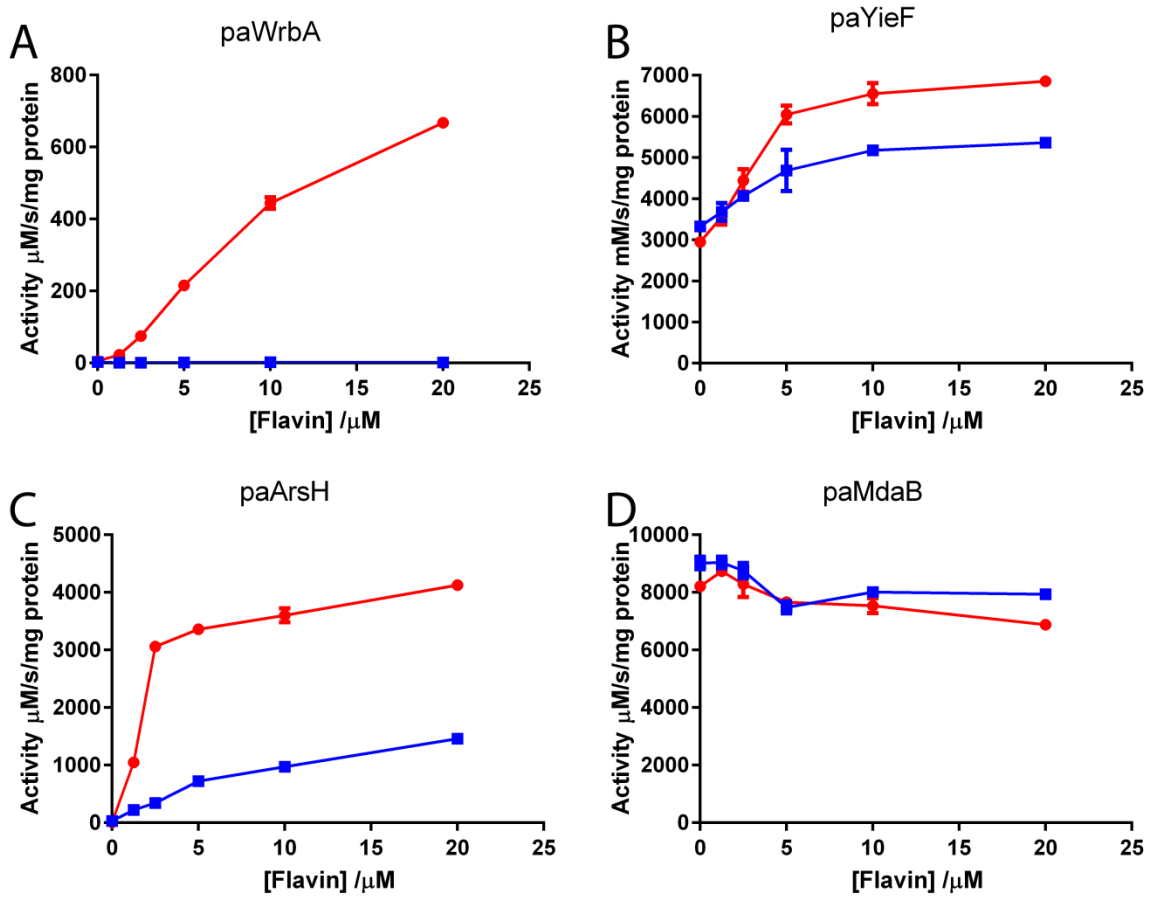 A
paWrbA
Activity μM/s/mg protein
800
600
400
200
0
0 5 10 15 20 25
[Flavin] /μM
B
paYieF
Activity mM/s/mg protein
7000
6000
5000
4000
3000
2000
1000
0
0 5 10 15 20 25
[Flavin] /μM
C
paArsH
Activity μM/s/mg protein
5000
4000
3000
2000
1000
0
0 5 10 15 20 25
[Flavin] /μM
D
paMdaB
Activity μM/s/mg protein
10000
8000
6000
4000
2000
0
0 5 10 15 20 25
[Flavin] /μM